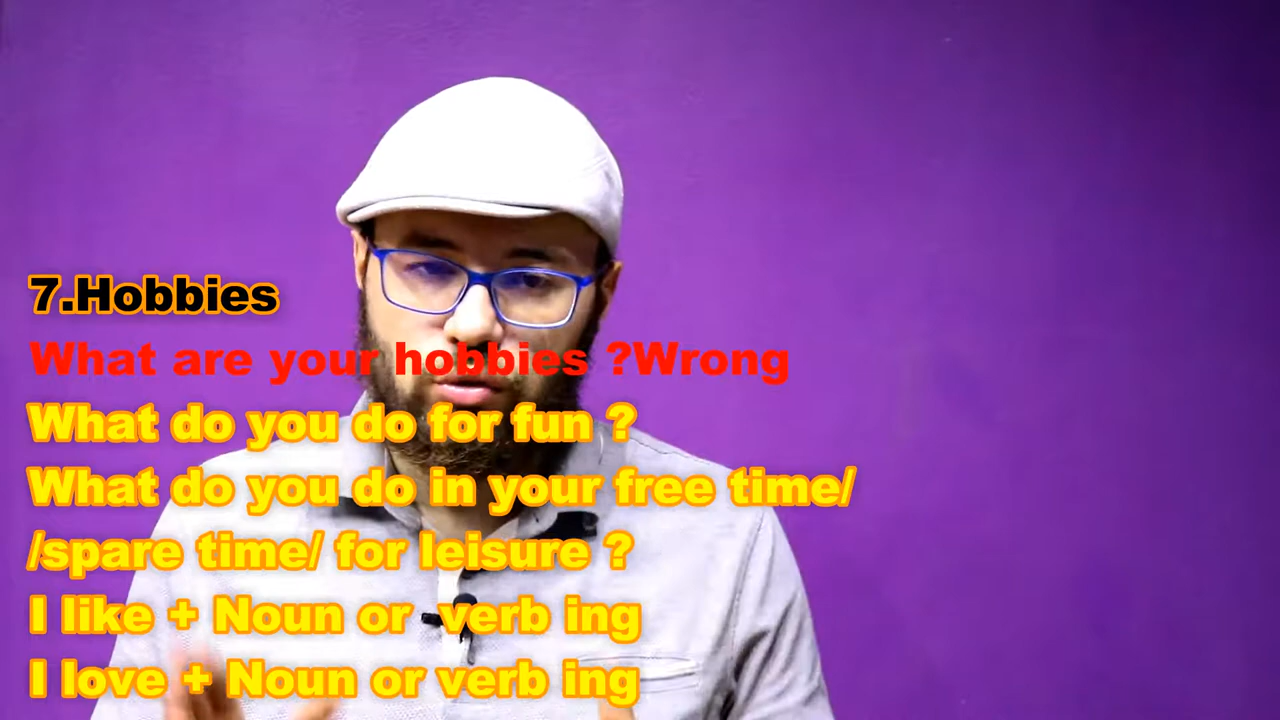 7.Hobbies
What are your hobbies ?Wrong
What do you do for fun ?
What do you do in your free time/
/spare time/ for leisure ?
I like + Noun or verb ing
I love + Noun or verb ing